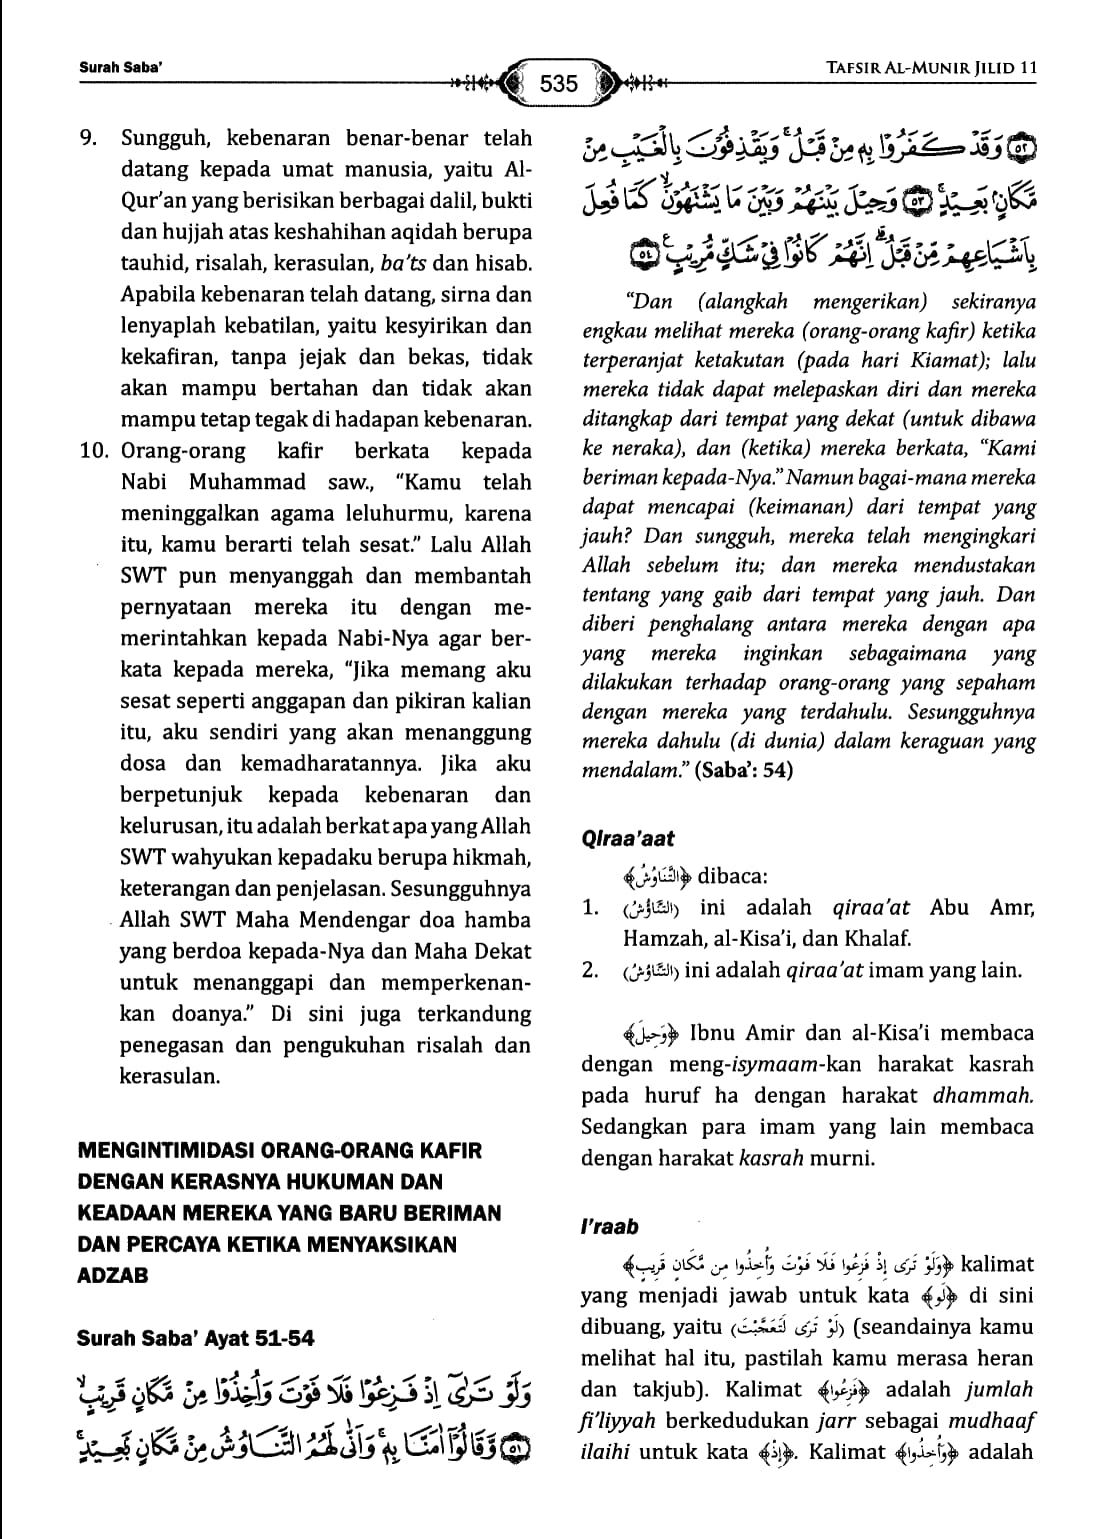 Surah Saba’
535
TAFSIR AL-MUNIR JILID 11
9. Sungguh, kebenaran benar-benar telah
datang kepada umat manusia, yaitu Al-
Qur’an yang berisikan berbagai dalil, bukti
dan hujjah atas keshahihan aqidah berupa
tauhid, risalah, kerasulan, ba’ts dan hisab.
Apabila kebenaran telah datang, sirna dan
lenyaplah kebatilan, yaitu kesyirikan dan
kekafiran, tanpa jejak dan bekas, tidak
akan mampu bertahan dan tidak akan
mampu tetap tegak di hadapan kebenaran.
10. Orang-orang kafir berkata kepada
Nabi Muhammad saw., “Kamu telah
meninggalkan agama leluhurmu, karena
itu, kamu berarti telah sesat.” Lalu Allah
SWT pun menyanggah dan membantah
pernyataan mereka itu dengan me-
merintahkan kepada Nabi-Nya agar ber-
kata kepada mereka, “Jika memang aku
sesat seperti anggapan dan pikiran kalian
itu, aku sendiri yang akan menanggung
dosa dan kemadharatannya. Jika aku
berpetunjuk kepada kebenaran dan
kelurusan, itu adalah berkat apa yang Allah
SWT wahyukan kepadaku berupa hikmah,
keterangan dan penjelasan. Sesungguhnya
Allah SWT Maha Mendengar doa hamba
yang berdoa kepada-Nya dan Maha Dekat
untuk menanggapi dan memperkenan-
kan doanya.” Di sini juga terkandung
penegasan dan pengukuhan risalah dan
kerasulan.
MENGINTIMIDASI ORANG-ORANG KAFIR
DENGAN KERASNYA HUKUMAN DAN
KEADAAN MEREKA YANG BARU BERIMAN
DAN PERCAYA KETIKA MENYAKSIKAN
ADZAB
Surah Saba’ Ayat 51-54
وَلَوْ تَرَىٰٓ اِذْ فَزِعُوْا فَلَا فَوْتَ وَاُخِذُوْا مِنْ مَّكَانٍ قَرِيْبٍۙ
﴿٥١﴾ وَّقَالُوْٓا اٰمَنَّا بِهٖۚ وَاَنّٰى لَهُمُ التَّنَاوُشُ مِنْ مَّكَانٍۢ بَعِيْدٍۚ
﴿٥٢﴾ وَقَدْ كَفَرُوْا بِهٖ مِنْ قَبْلُۚ وَيَقْذِفُوْنَ بِالْغَيْبِ مِنْ
مَّكَانٍۢ بَعِيْدٍۚ ﴿٥٣﴾ وَحِيْلَ بَيْنَهُمْ وَبَيْنَ مَا يَشْتَهُوْنَۙ كَمَا فُعِلَ
بِاَشْيَاعِهِمْ مِّنْ قَبْلُۗ اِنَّهُمْ كَانُوْا فِيْ شَكٍّ مُّرِيْبٍࣖ ﴿٥٤﴾
“Dan (alangkah mengerikan) sekiranya
engkau melihat mereka (orang-orang kafir) ketika
terperanjat ketakutan (pada hari Kiamat); lalu
mereka tidak dapat melepaskan diri dan mereka
ditangkap dari tempat yang dekat (untuk dibawa
ke neraka), dan (ketika) mereka berkata, “Kami
beriman kepada-Nya.” Namun bagai-mana mereka
dapat mencapai (keimanan) dari tempat yang
jauh? Dan sungguh, mereka telah mengingkari
Allah sebelum itu; dan mereka mendustakan
tentang yang gaib dari tempat yang jauh. Dan
diberi penghalang antara mereka dengan apa
yang mereka inginkan sebagaimana yang
dilakukan terhadap orang-orang yang sepaham
dengan mereka yang terdahulu. Sesungguhnya
mereka dahulu (di dunia) dalam keraguan yang
mendalam.” (Saba’: 54)
QIraa’aat
﴿التَّنَاوُشُ﴾ dibaca:
1. (التَّنَاؤُشُ) ini adalah qiraa’at Abu Amr,
Hamzah, al-Kisa’i, dan Khalaf.
2. (التَّنَاوُشُ) ini adalah qiraa’at imam yang lain.
﴿وَحِيلَ﴾ Ibnu Amir dan al-Kisa’i membaca
dengan meng-isymaam-kan harakat kasrah
pada huruf ha dengan harakat dhammah.
Sedangkan para imam yang lain membaca
dengan harakat kasrah murni.
I’raab
﴿وَلَوْ تَرَى إِذْ فَزِعُوا فَلَا فَوْتَ وَأُخِذُوا مِن مَّكَانٍ قَرِيبٍ﴾ kalimat
yang menjadi jawab untuk kata ﴿لَو﴾ di sini
dibuang, yaitu (لَوْ تَرَى لَتَعَجَّبْتَ) (seandainya kamu
melihat hal itu, pastilah kamu merasa heran
dan takjub). Kalimat ﴿فَزِعُوا﴾ adalah jumlah
fi’liyyah berkedudukan jarr sebagai mudhaaf
ilaihi untuk kata ﴿إِذْ﴾. Kalimat ﴿وَأُخِذُوا﴾ adalah